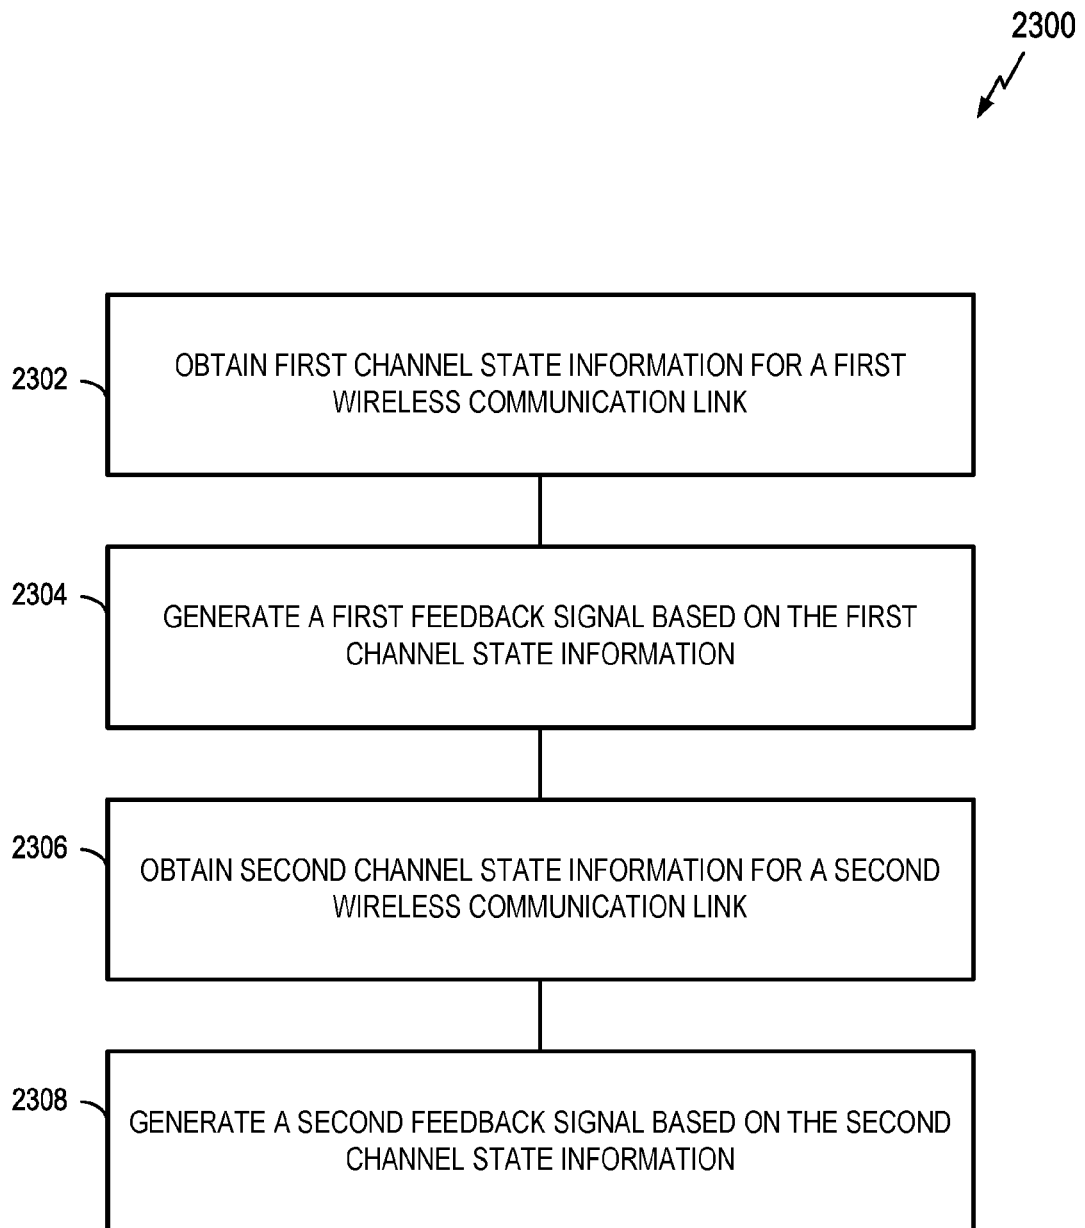 2300
2302
OBTAIN FIRST CHANNEL STATE INFORMATION FOR A FIRST
WIRELESS COMMUNICATION LINK
2304
GENERATE A FIRST FEEDBACK SIGNAL BASED ON THE FIRST
CHANNEL STATE INFORMATION
2306
OBTAIN SECOND CHANNEL STATE INFORMATION FOR A SECOND
WIRELESS COMMUNICATION LINK
2308
GENERATE A SECOND FEEDBACK SIGNAL BASED ON THE SECOND
CHANNEL STATE INFORMATION